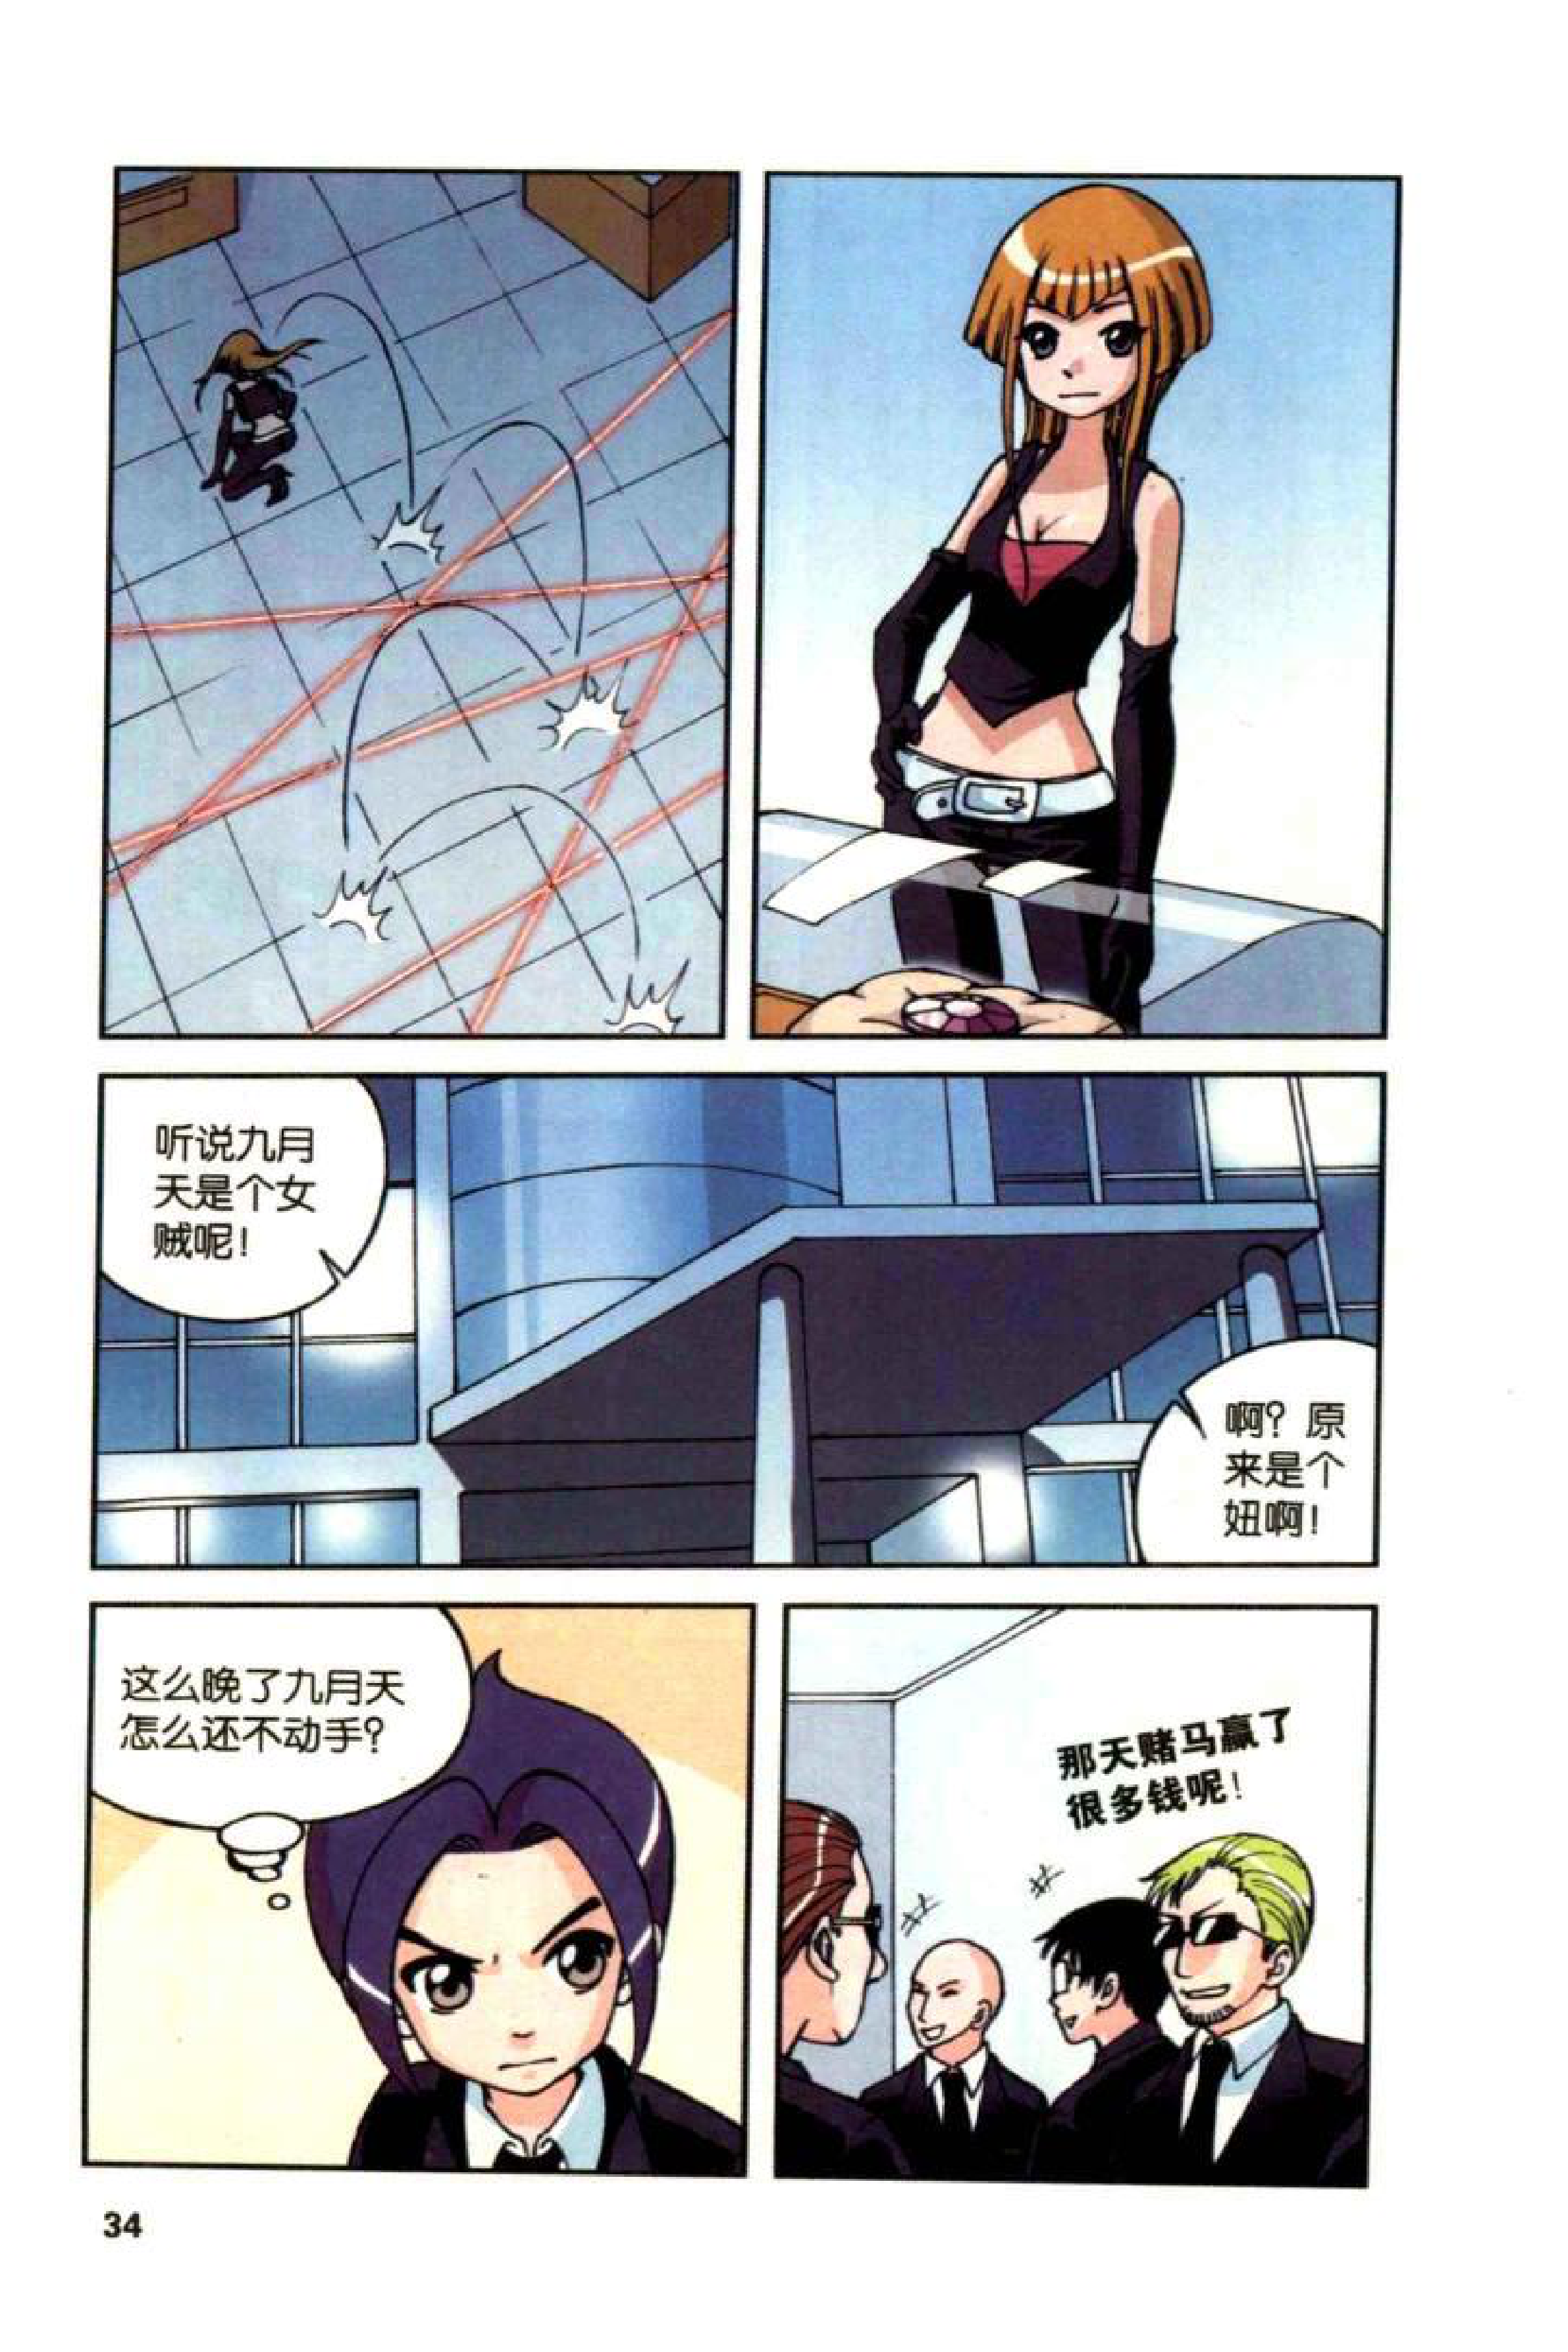 听说九月
天是个女
贼呢！
啊？原
来是个
妞啊！
这么晚了九月天
怎么还不动手？
那天赌马赢了
很多钱呢！
34